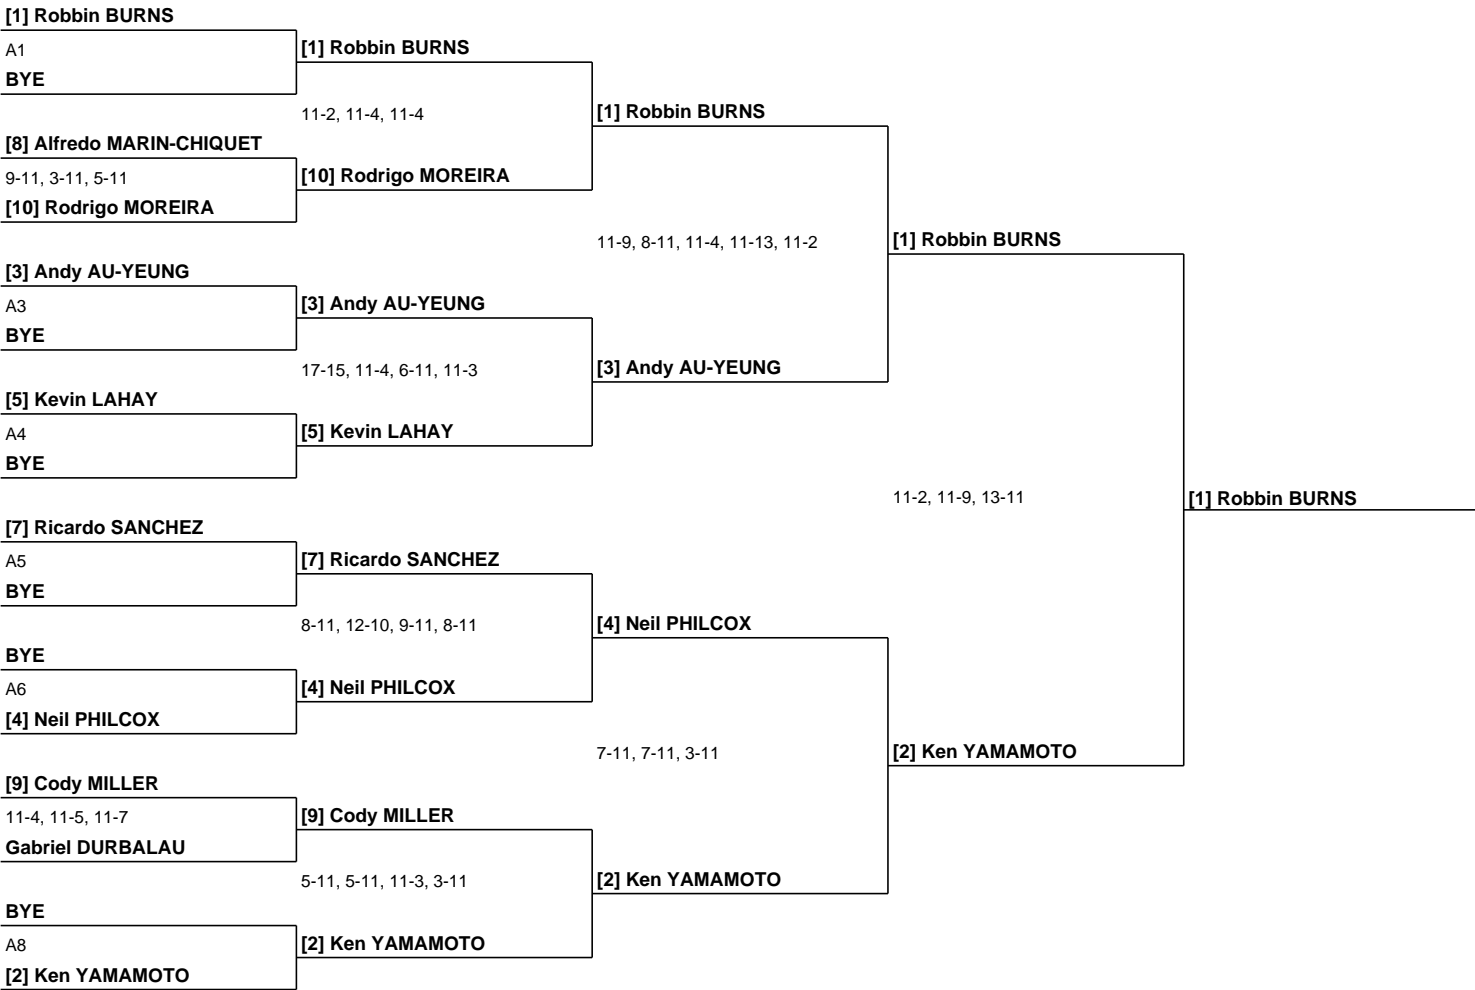 [1] Robbin BURNS
A1
BYE
[8] Alfredo MARIN-CHIQUET
9-11, 3-11, 5-11
[10] Rodrigo MOREIRA
[3] Andy AU-YEUNG
A3
BYE
[5] Kevin LAHAY
A4
BYE
[7] Ricardo SANCHEZ
A5
BYE
BYE
A6
[4] Neil PHILCOX
[9] Cody MILLER
11-4, 11-5, 11-7
Gabriel DURBALAU
BYE
A8
[2] Ken YAMAMOTO
[1] Robbin BURNS
11-2, 11-4, 11-4
[10] Rodrigo MOREIRA
[3] Andy AU-YEUNG
17-15, 11-4, 6-11, 11-3
[5] Kevin LAHAY
[7] Ricardo SANCHEZ
8-11, 12-10, 9-11, 8-11
[4] Neil PHILCOX
[9] Cody MILLER
5-11, 5-11, 11-3, 3-11
[2] Ken YAMAMOTO
[1] Robbin BURNS
11-9, 8-11, 11-4, 11-13, 11-2
[3] Andy AU-YEUNG
[4] Neil PHILCOX
7-11, 7-11, 3-11
[2] Ken YAMAMOTO
[1] Robbin BURNS
11-2, 11-9, 13-11
[2] Ken YAMAMOTO
[1] Robbin BURNS